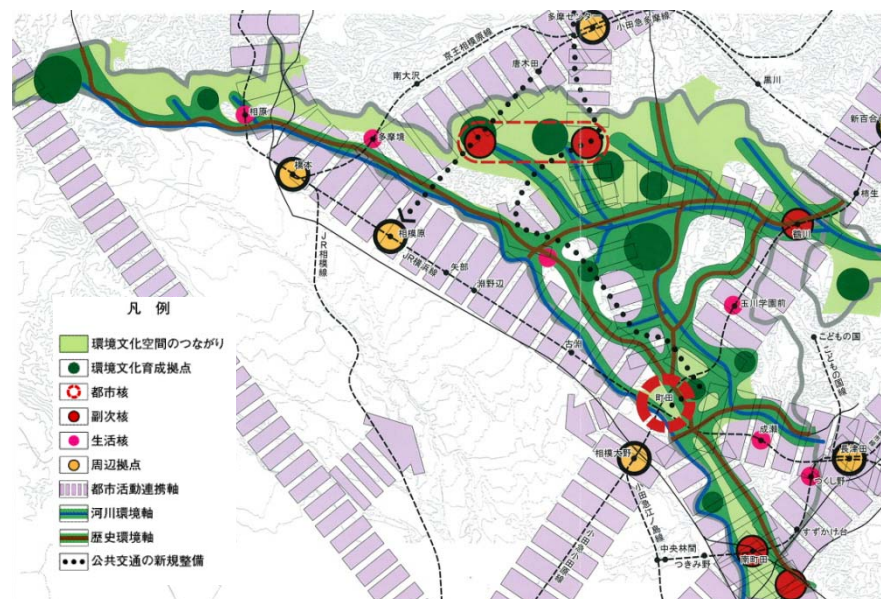 多摩センター
小田急多摩線
京王相模原線
唐木田
南大沢
黒川
新百合
相原
多摩境
橋本
柿生
鶴川
相模原
JR相模線
JR横浜線
矢部
淵野辺
玉川学園前
こどもの国
こどもの国線
古淵
町田
成瀬
長津田
相模大野
つくし野
小田急江ノ島線
小田急小田原線
すずかけ台
中央林間
つきみ野
南町田
凡 例
環境文化空間のつながり
環境文化育成拠点
都市核
副次核
生活核
周辺拠点
都市活動連携軸
河川環境軸
歴史環境軸
公共交通の新規整備